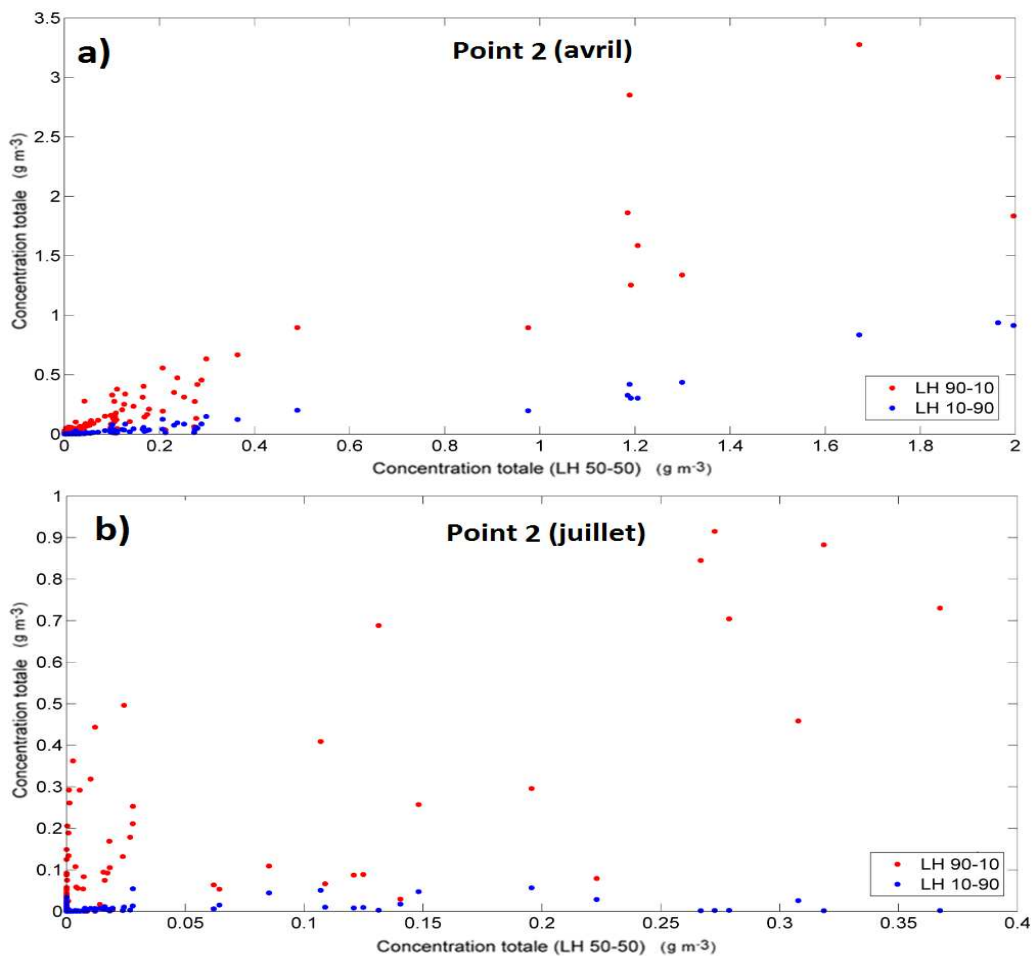 a)
Point 2 (avril)
3.5
3
2.5
2
1.5
1
0.5
0
Concentration totale (g m-3)
LH 90-10
LH 10-90
0 0.2 0.4 0.6 0.8 1 1.2 1.4 1.6 1.8 2
Concentration totale (LH 50-50) (g m-3)
b)
Point 2 (juillet)
1
0.9
0.8
0.7
0.6
0.5
0.4
0.3
0.2
0.1
0
Concentration totale (g m-3)
LH 90-10
LH 10-90
0 0.05 0.1 0.15 0.2 0.25 0.3 0.35 0.4
Concentration totale (LH 50-50) (g m-3)